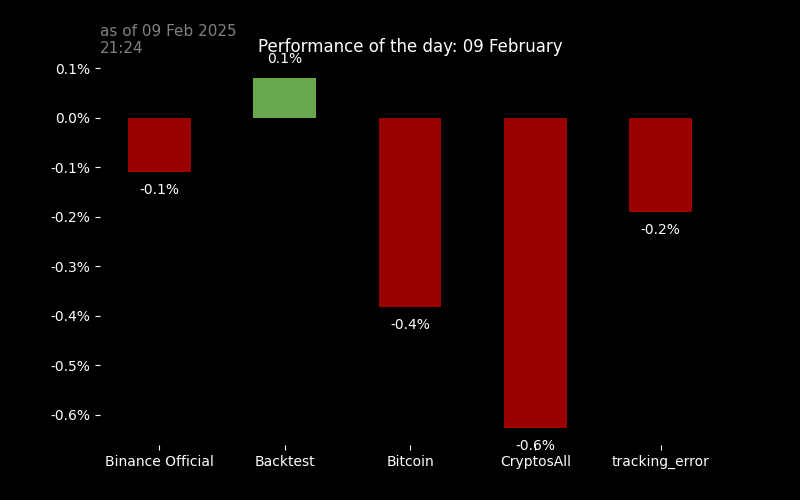 as of 09 Feb 2025
21:24
Performance of the day: 09 February
0.1%
0.1%
0.0%
-0.1%
-0.1%
-0.2%
-0.2%
-0.3%
-0.4%
-0.4%
-0.5%
-0.6%
-0.6%
Binance Official
Backtest
Bitcoin
CryptosAll
tracking_error